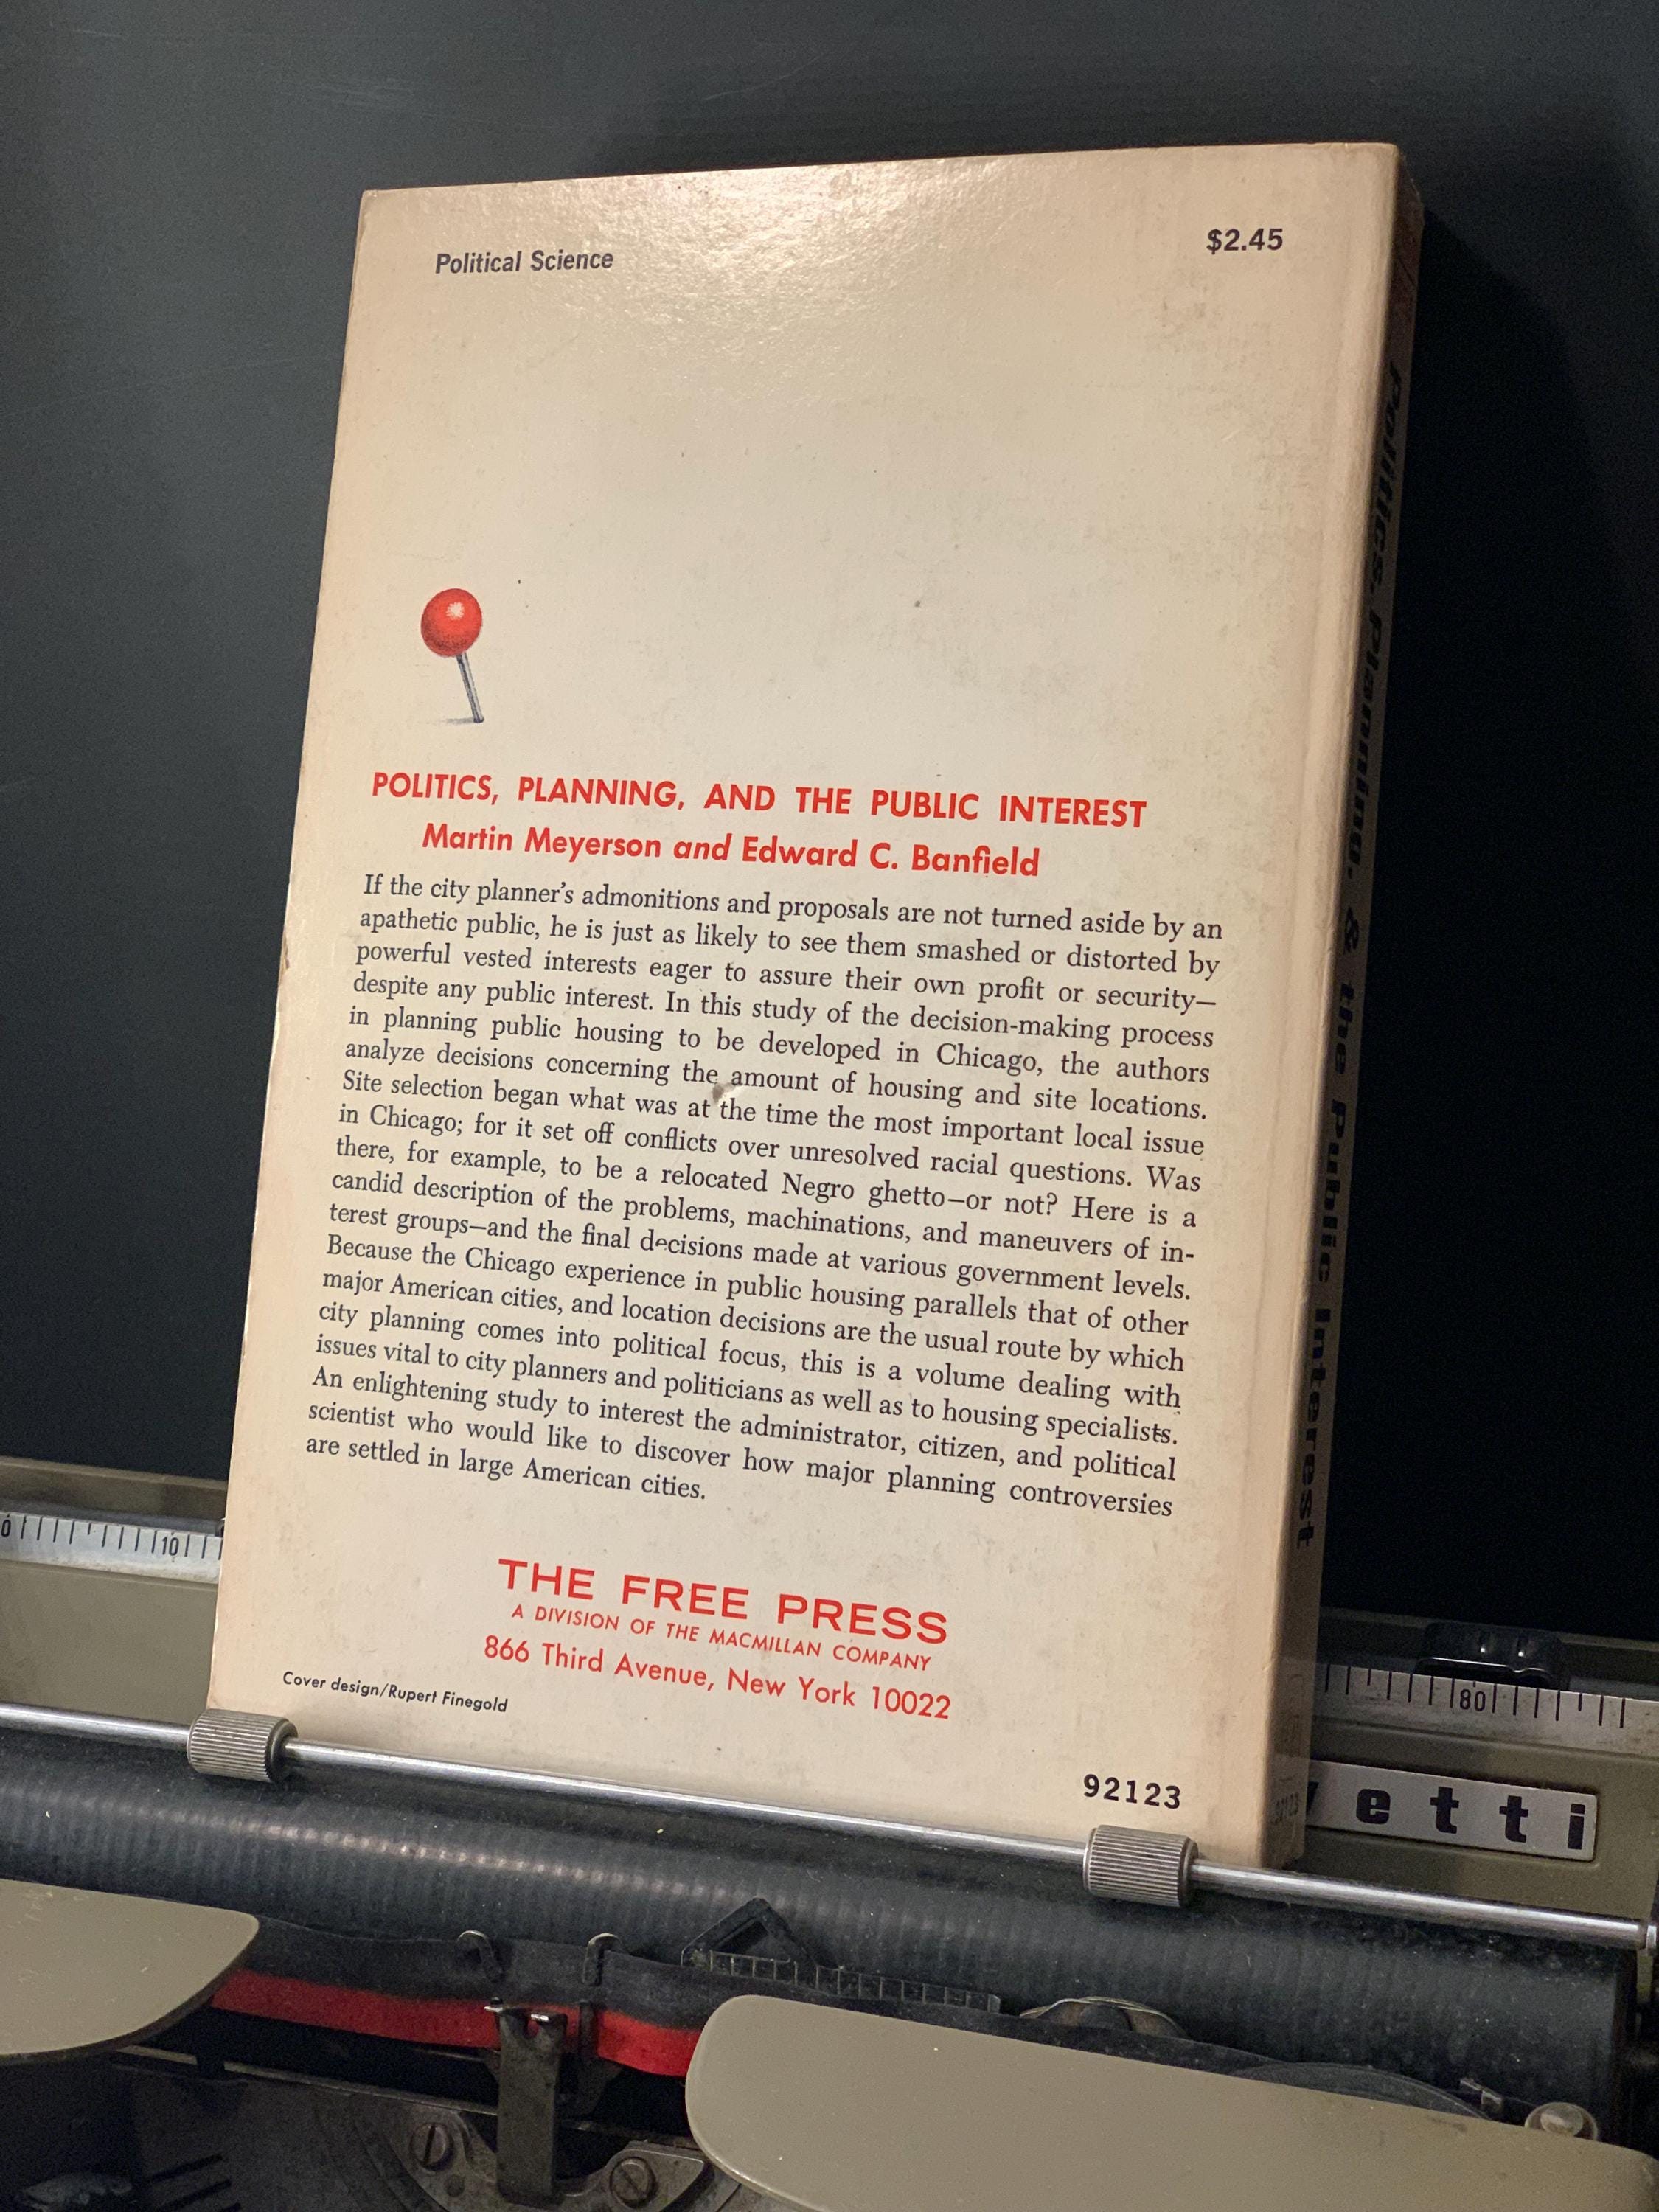 Political Science
$2.45
POLITICS, PLANNING, AND THE PUBLIC INTEREST
Martin Meyerson and Edward C. Banfield
If the city planner's admonitions and proposals are not turned aside by an
apathetic public, he is just as likely to see them smashed or distorted by
powerful vested interests eager to assure their own profit or security—
despite any public interest. In this study of the decision-making process
in planning public housing to be developed in Chicago, the authors
analyze decisions concerning the amount of housing and site locations.
Site selection began what was at the time the most important local issue
in Chicago; for it set off conflicts over unresolved racial questions. Was
there, for example, to be a relocated Negro ghetto—or not? Here is a
candid description of the problems, machinations, and maneuvers of in-
terest groups—and the final decisions made at various government levels.
Because the Chicago experience in public housing parallels that of other
major American cities, and location decisions are the usual route by which
city planning comes into political focus, this is a volume dealing with
issues vital to city planners and politicians as well as to housing specialists.
An enlightening study to interest the administrator, citizen, and political
scientist who would like to discover how major planning controversies
are settled in large American cities.
THE FREE PRESS
A DIVISION OF THE MACMILLAN COMPANY
866 Third Avenue, New York 10022
Cover design/Rupert Finegold
92123
Politics, Planning, & the Public Interest
92123
0 10
80
etti